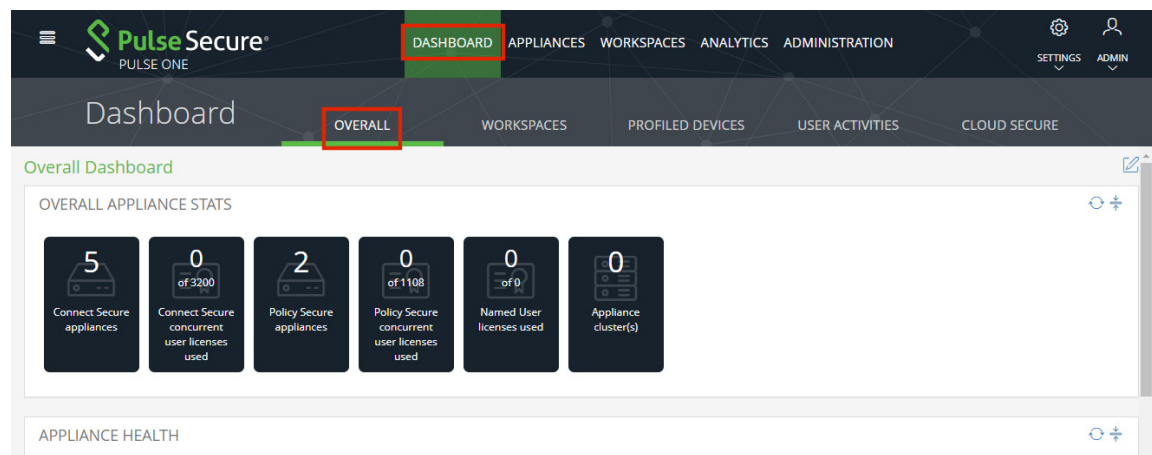 Pulse Secure®
PULSE ONE
DASHBOARD APPLIANCES WORKSPACES ANALYTICS ADMINISTRATION
SETTINGS ADMIN
Dashboard
OVERALL WORKSPACES PROFILED DEVICES USER ACTIVITIES CLOUD SECURE
Overall Dashboard
OVERALL APPLIANCE STATS
5
Connect Secure
appliances
0
of 3200
Connect Secure
concurrent
user licenses
used
2
Policy Secure
appliances
0
of 1108
Policy Secure
concurrent
user licenses
used
0
of 0
Named User
licenses used
0
Appliance
cluster(s)
APPLIANCE HEALTH